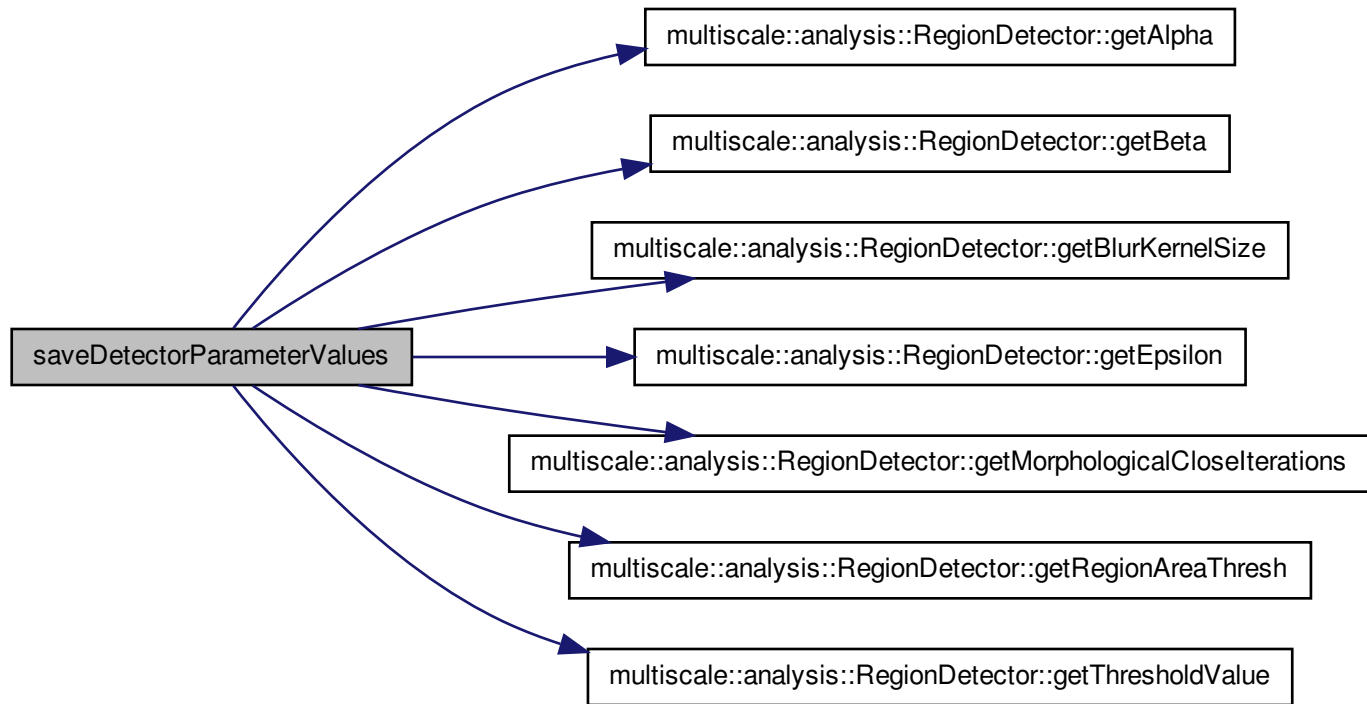 multiscale::analysis::RegionDetector::getAlpha
multiscale::analysis::RegionDetector::getBeta
multiscale::analysis::RegionDetector::getBlurKernelSize
saveDetectorParameterValues
multiscale::analysis::RegionDetector::getEpsilon
multiscale::analysis::RegionDetector::getMorphologicalCloseIterations
multiscale::analysis::RegionDetector::getRegionAreaThresh
multiscale::analysis::RegionDetector::getThresholdValue